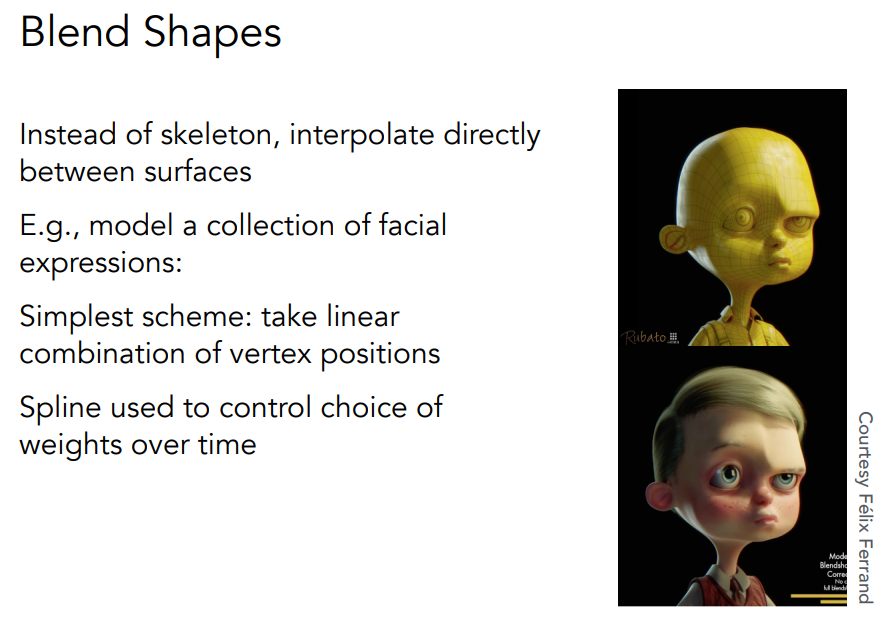 Blend Shapes
Instead of skeleton, interpolate directly
between surfaces
E.g., model a collection of facial
expressions:
Simplest scheme: take linear
combination of vertex positions
Spline used to control choice of
weights over time
Rubato
Mode
Blendsha
Correc
No c
full blends
Courtesy Félix Ferrand